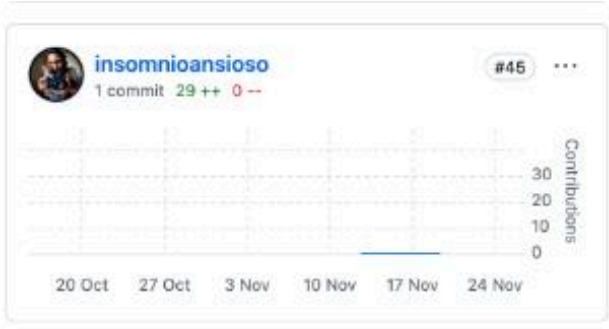 insomnioansioso
#45
1 commit 29 ++ 0 --
30
20
10
0
Contributions
20 Oct 27 Oct 3 Nov 10 Nov 17 Nov 24 Nov